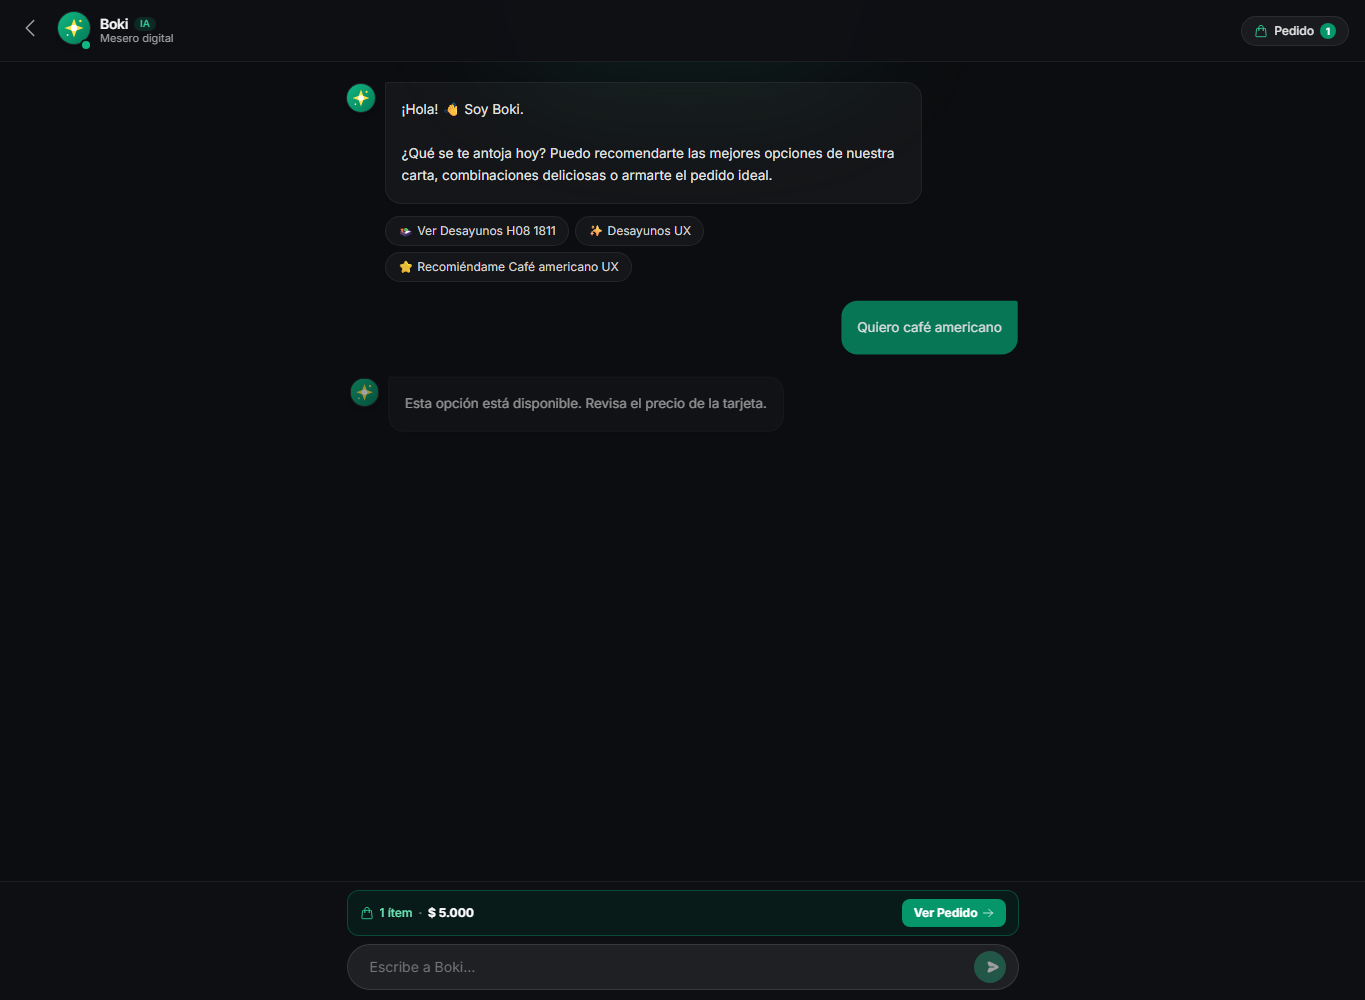 Boki IA
Mesero digital
Pedido 1
¡Hola! 👋 Soy Boki.
¿Qué se te antoja hoy? Puedo recomendarte las mejores opciones de nuestra
carta, combinaciones deliciosas o armarte el pedido ideal.
Ver Desayunos H08 1811
✨ Desayunos UX
⭐ Recomiéndame Café americano UX
Quiero café americano
Esta opción está disponible. Revisa el precio de la tarjeta.
1 ítem · $ 5.000
Ver Pedido →
Escribe a Boki...